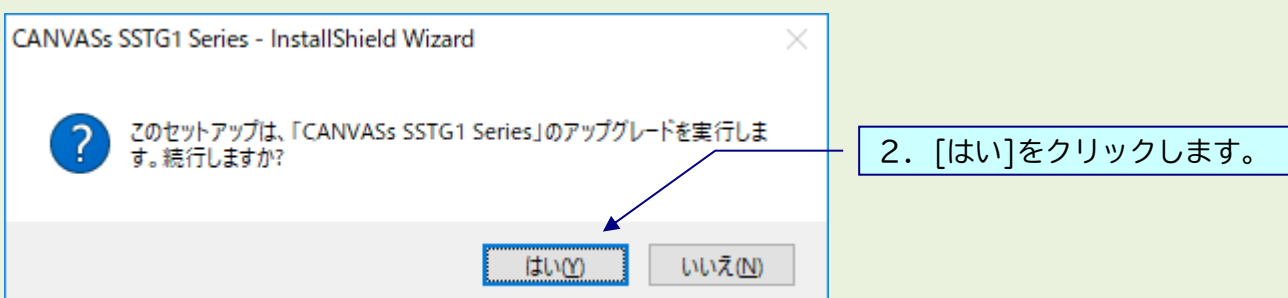 CANVASs SSTG1 Series - InstallShield Wizard
このセットアップは、「CANVASs SSTG1 Series」のアップグレードを実行しま
す。続行しますか?
2．[はい]をクリックします。
はい(Y)
いいえ(N)